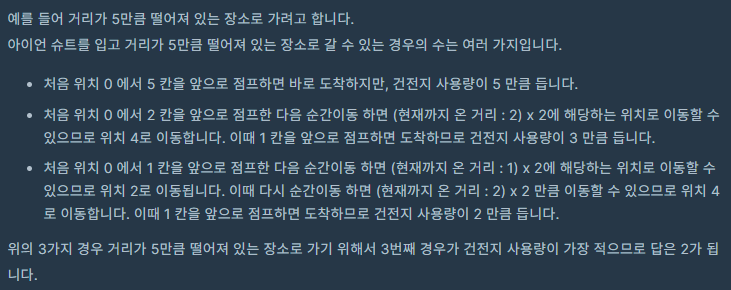 예를 들어 거리가 5만큼 떨어져 있는 장소로 가려고 합니다.
아이언 슈트를 입고 거리가 5만큼 떨어져 있는 장소로 갈 수 있는 경우의 수는 여러 가지입니다.
• 처음 위치 0 에서 5 칸을 앞으로 점프하면 바로 도착하지만, 건전지 사용량이 5 만큼 듭니다.
• 처음 위치 0 에서 2 칸을 앞으로 점프한 다음 순간이동 하면 (현재까지 온 거리 : 2) x 2에 해당하는 위치로 이동할 수
있으므로 위치 4로 이동합니다. 이때 1 칸을 앞으로 점프하면 도착하므로 건전지 사용량이 3 만큼 듭니다.
• 처음 위치 0 에서 1 칸을 앞으로 점프한 다음 순간이동 하면 (현재까지 온 거리 : 1) x 2에 해당하는 위치로 이동할 수
있으므로 위치 2로 이동됩니다. 이때 다시 순간이동 하면 (현재까지 온 거리 : 2) x 2 만큼 이동할 수 있으므로 위치 4
로 이동합니다. 이때 1 칸을 앞으로 점프하면 도착하므로 건전지 사용량이 2 만큼 듭니다.
위의 3가지 경우 거리가 5만큼 떨어져 있는 장소로 가기 위해서 3번째 경우가 건전지 사용량이 가장 적으므로 답은 2가 됩
니다.